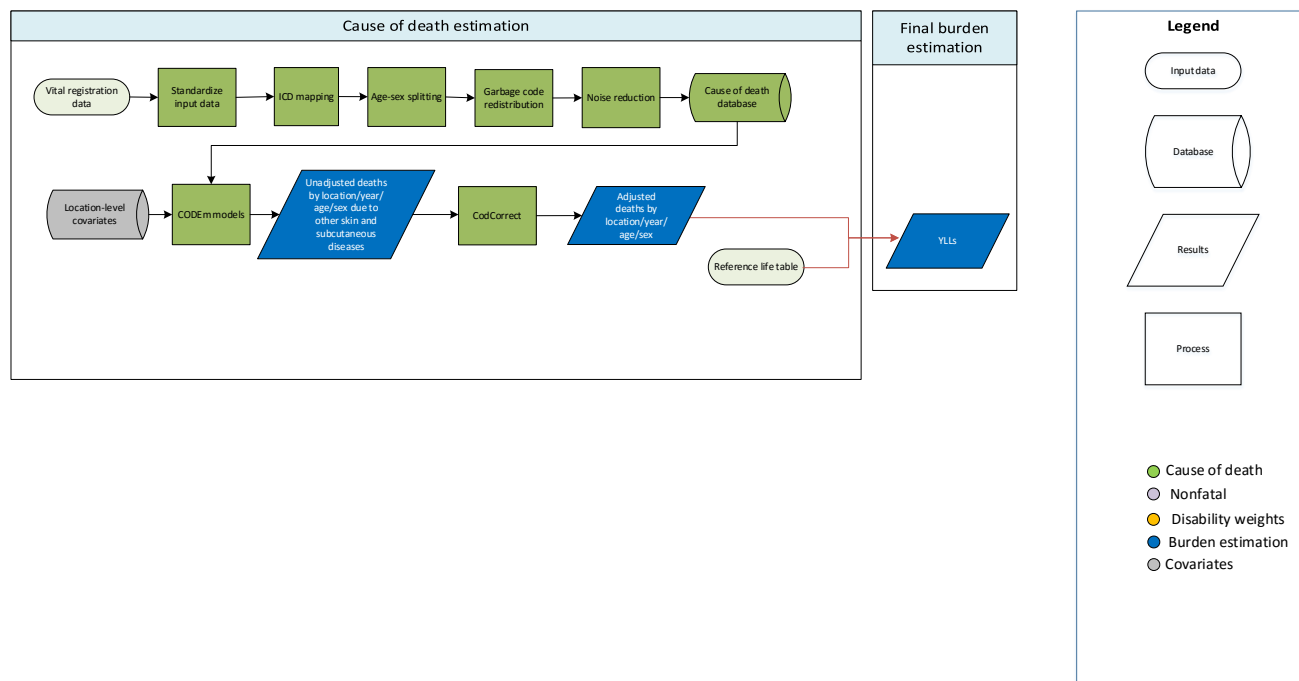 Cause of death estimation
Final burden
estimation
Legend
Vital registration
data
Standardize
input data
ICD mapping
Age-sex splitting
Garbage code
redistribution
Noise reduction
Cause of death
database
Input data
Database
Location-level
covariates
CODEm models
Unadjusted deaths
by location/year/
age/sex due to
other skin and
subcutaneous
diseases
CodCorrect
Adjusted
deaths by
location/year/
age/sex
Reference life table
YLLs
Results
Process
Cause of death
Nonfatal
Disability weights
Burden estimation
Covariates